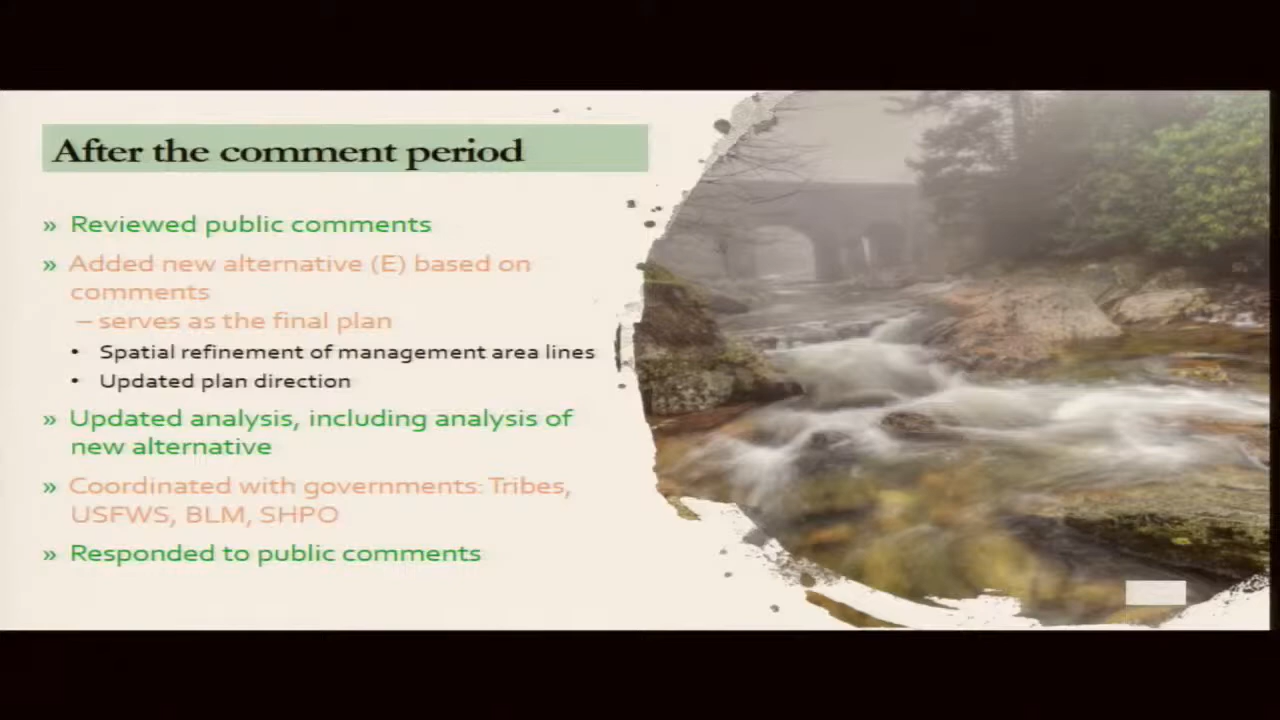 After the comment period
» Reviewed public comments
» Added new alternative (E) based on
comments
– serves as the final plan
• Spatial refinement of management area lines
• Updated plan direction
» Updated analysis, including analysis of
new alternative
» Coordinated with governments: Tribes,
USFWS, BLM, SHPO
» Responded to public comments